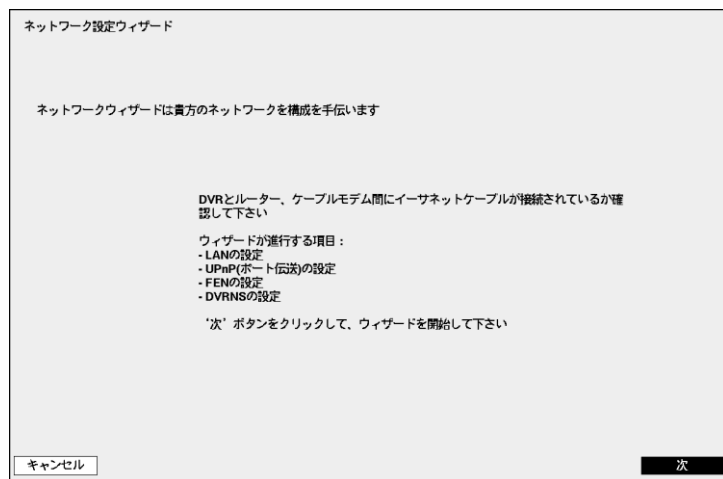 ネットワーク設定ウィザード
ネットワークウィザードは貴方のネットワークを構成を手伝います
DVRとルーター、ケーブルモデム間にイーサネットケーブルが接続されているか確
認して下さい
ウィザードが進行する項目：
- LANの設定
- UPnP(ポート伝送)の設定
- FENの設定
- DVRNSの設定
‘次’ボタンをクリックして、ウィザードを開始して下さい
キャンセル
次